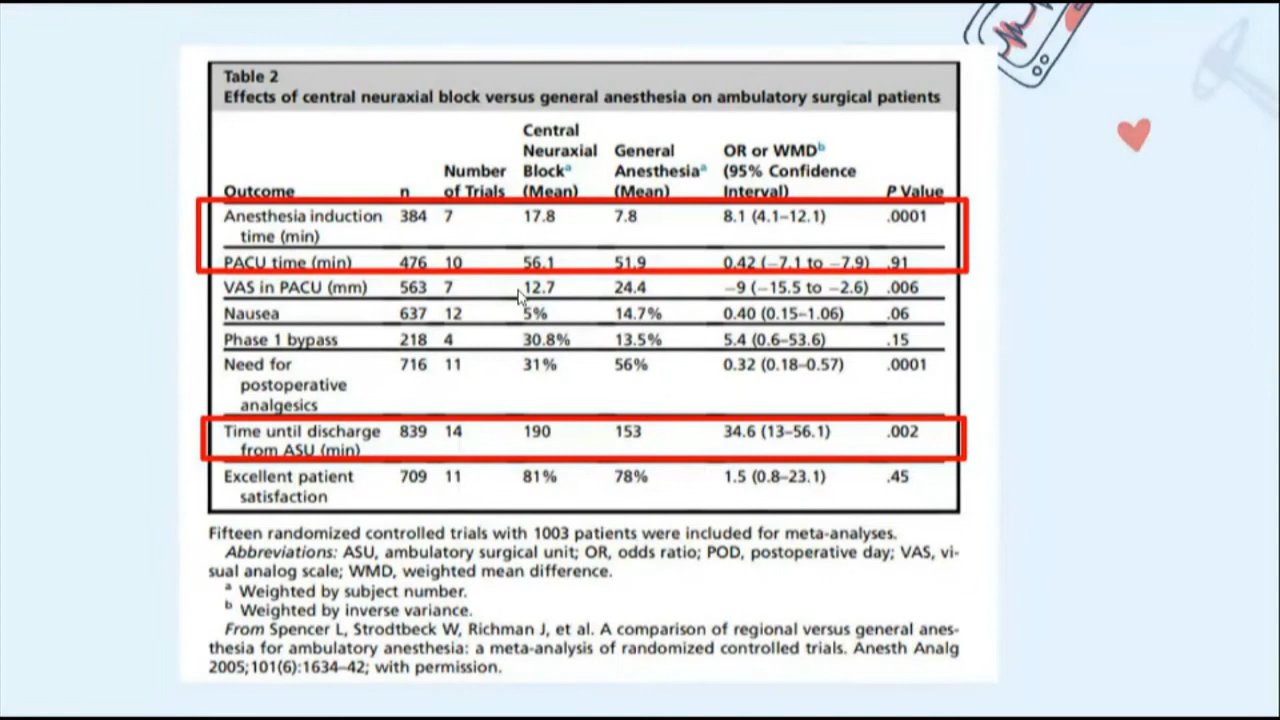 Table 2
Effects of central neuraxial block versus general anesthesia on ambulatory surgical patients
Outcome n Number of Trials Central Neuraxial Blockᵃ (Mean) General Anesthesiaᵃ (Mean) OR or WMDᵇ (95% Confidence Interval) P Value
Anesthesia induction time (min) 384 7 17.8 7.8 8.1 (4.1–12.1) .0001
PACU time (min) 476 10 56.1 51.9 0.42 (−7.1 to −7.9) .91
VAS in PACU (mm) 563 7 12.7 24.4 −9 (−15.5 to −2.6) .006
Nausea 637 12 5% 14.7% 0.40 (0.15–1.06) .06
Phase 1 bypass 218 4 30.8% 13.5% 5.4 (0.6–53.6) .15
Need for postoperative analgesics 716 11 31% 56% 0.32 (0.18–0.57) .0001
Time until discharge from ASU (min) 839 14 190 153 34.6 (13–56.1) .002
Excellent patient satisfaction 709 11 81% 78% 1.5 (0.8–23.1) .45
Fifteen randomized controlled trials with 1003 patients were included for meta-analyses.
Abbreviations: ASU, ambulatory surgical unit; OR, odds ratio; POD, postoperative day; VAS, vi-
sual analog scale; WMD, weighted mean difference.
ᵃ Weighted by subject number.
ᵇ Weighted by inverse variance.
From Spencer L, Strodtbeck W, Richman J, et al. A comparison of regional versus general anes-
thesia for ambulatory anesthesia: a meta-analysis of randomized controlled trials. Anesth Analg
2005;101(6):1634–42; with permission.